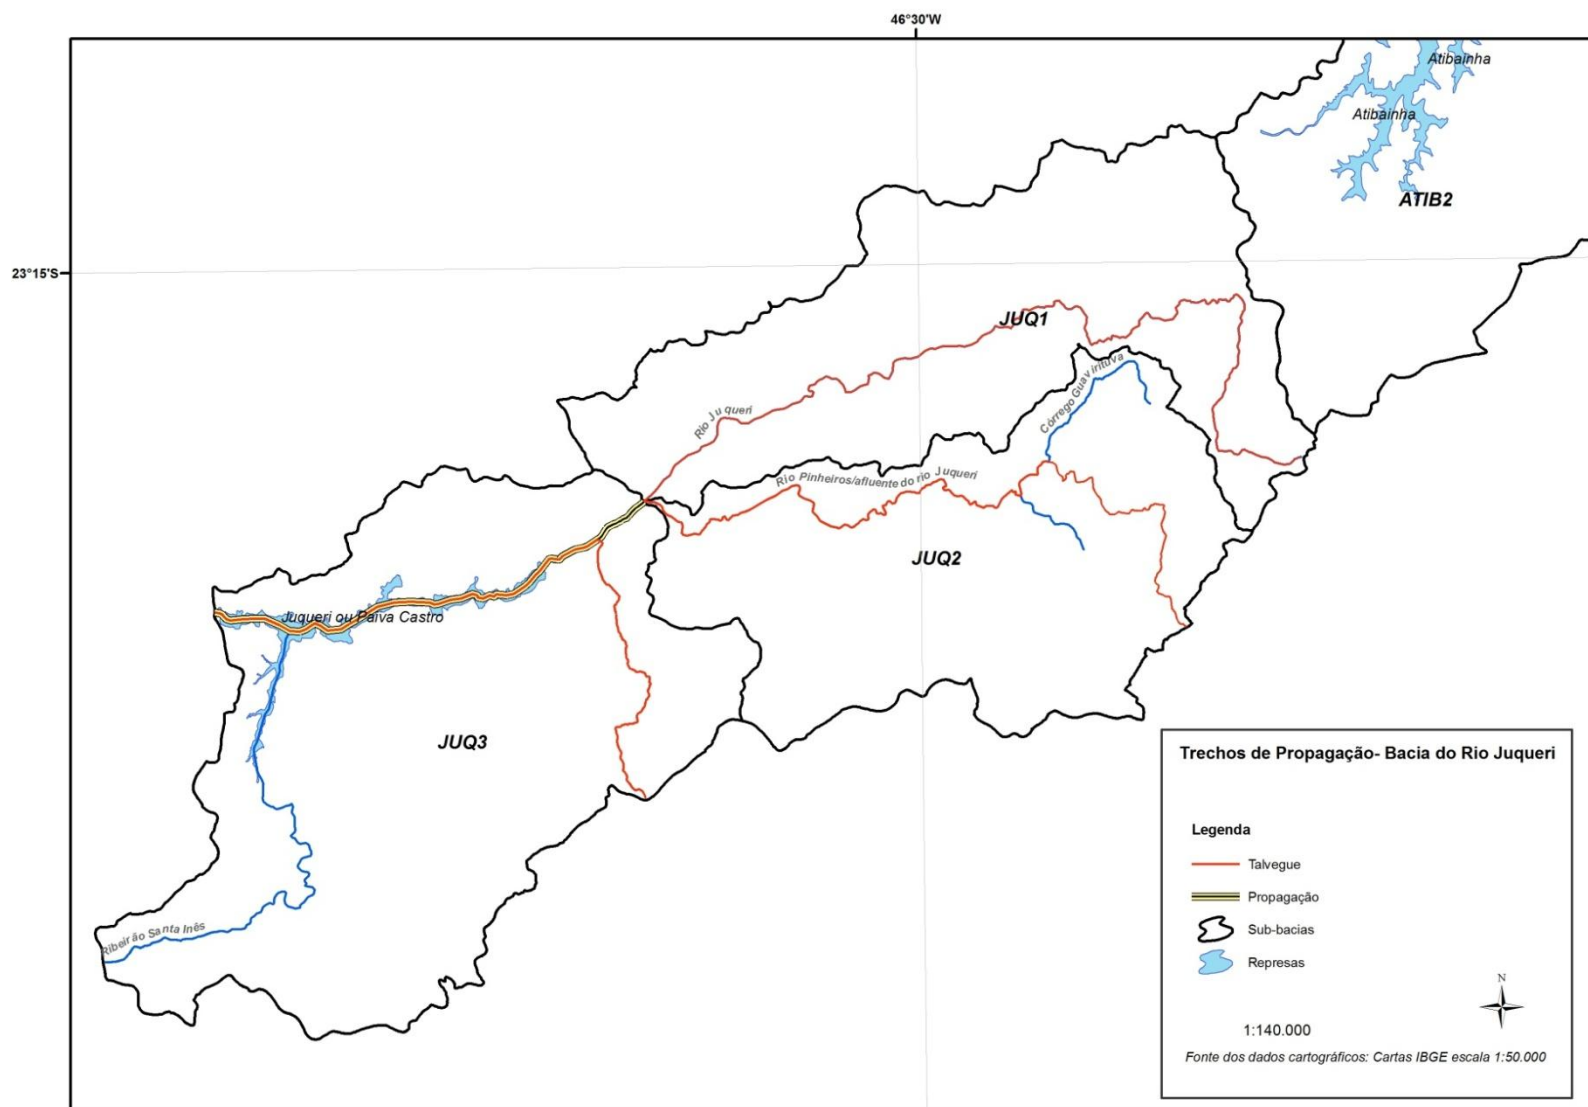 46°30'W
Atibainha
Atibainha
ATIB2
23°15'S
JUQ1
Córrego Guavirituva
Rio Juqueri
Rio Pinheiros/afluente do rio Juqueri
JUQ2
Juqueri ou Paiva Castro
JUQ3
Ribeirão Santa Inês
Trechos de Propagação- Bacia do Rio Juqueri
Legenda
Talvegue
Propagação
Sub-bacias
Represas
N
1:140.000
Fonte dos dados cartográficos: Cartas IBGE escala 1:50.000